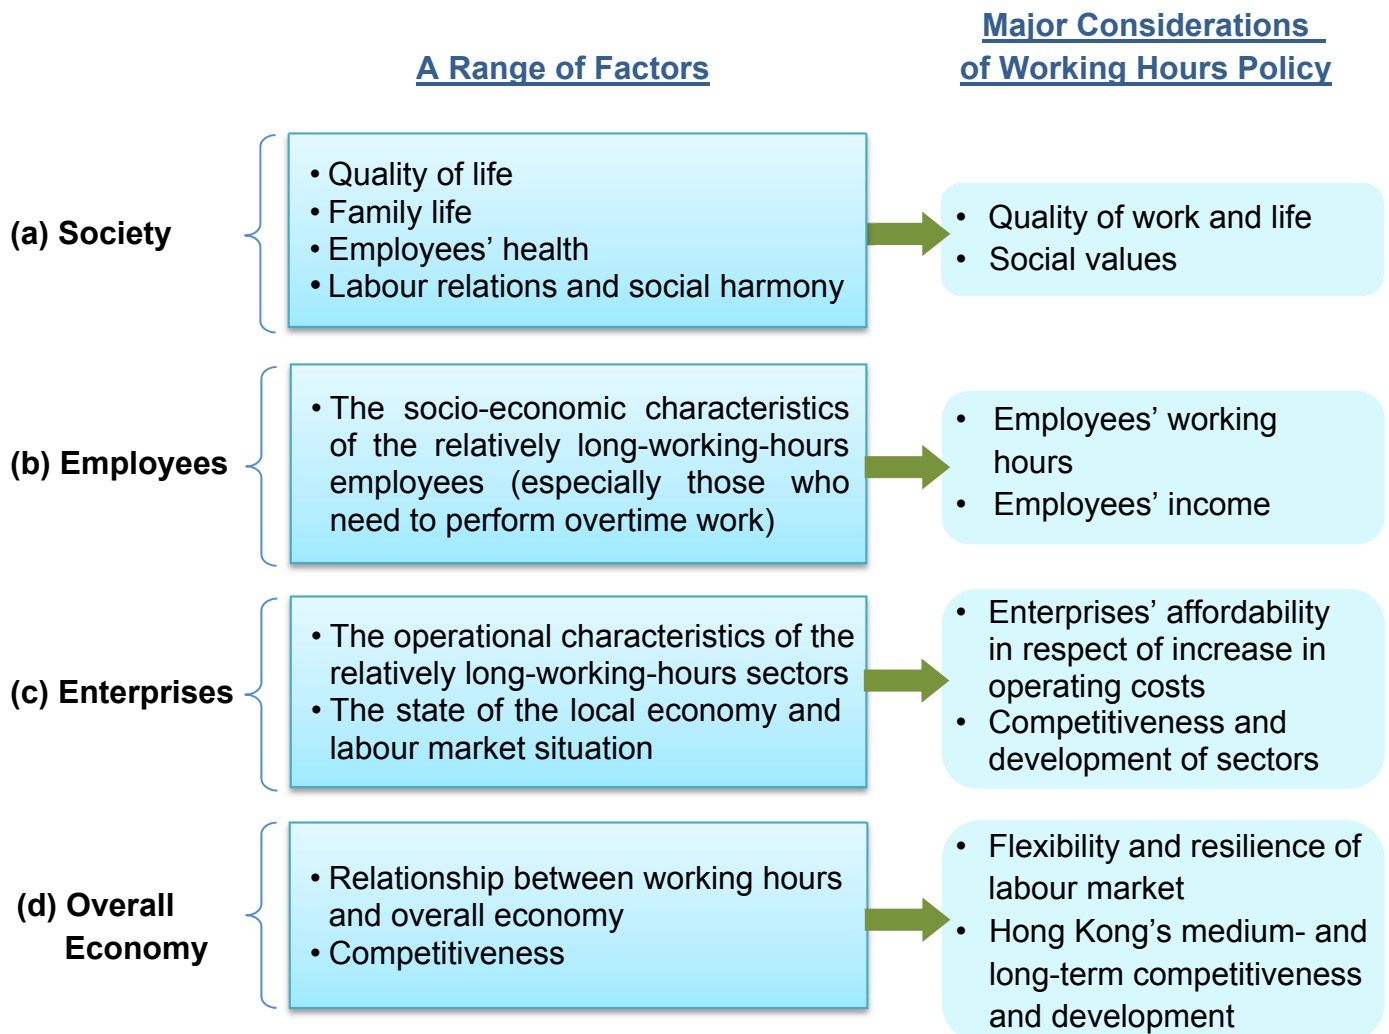 A Range of Factors
Major Considerations
of Working Hours Policy
(a) Society
• Quality of life
• Family life
• Employees’ health
• Labour relations and social harmony
• Quality of work and life
• Social values
(b) Employees
• The socio-economic characteristics
of the relatively long-working-hours
employees (especially those who
need to perform overtime work)
• Employees’ working
hours
• Employees’ income
(c) Enterprises
• The operational characteristics of the
relatively long-working-hours sectors
• The state of the local economy and
labour market situation
• Enterprises’ affordability
in respect of increase in
operating costs
• Competitiveness and
development of sectors
(d) Overall
Economy
• Relationship between working hours
and overall economy
• Competitiveness
• Flexibility and resilience of
labour market
• Hong Kong’s medium- and
long-term competitiveness
and development